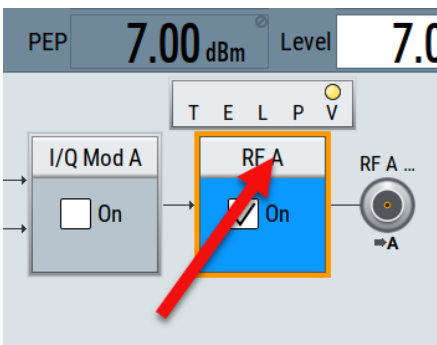 PEP 7.00 dBm Level 7.0
T E L P V
I/Q Mod A
RF A
RF A ...
On
On
A